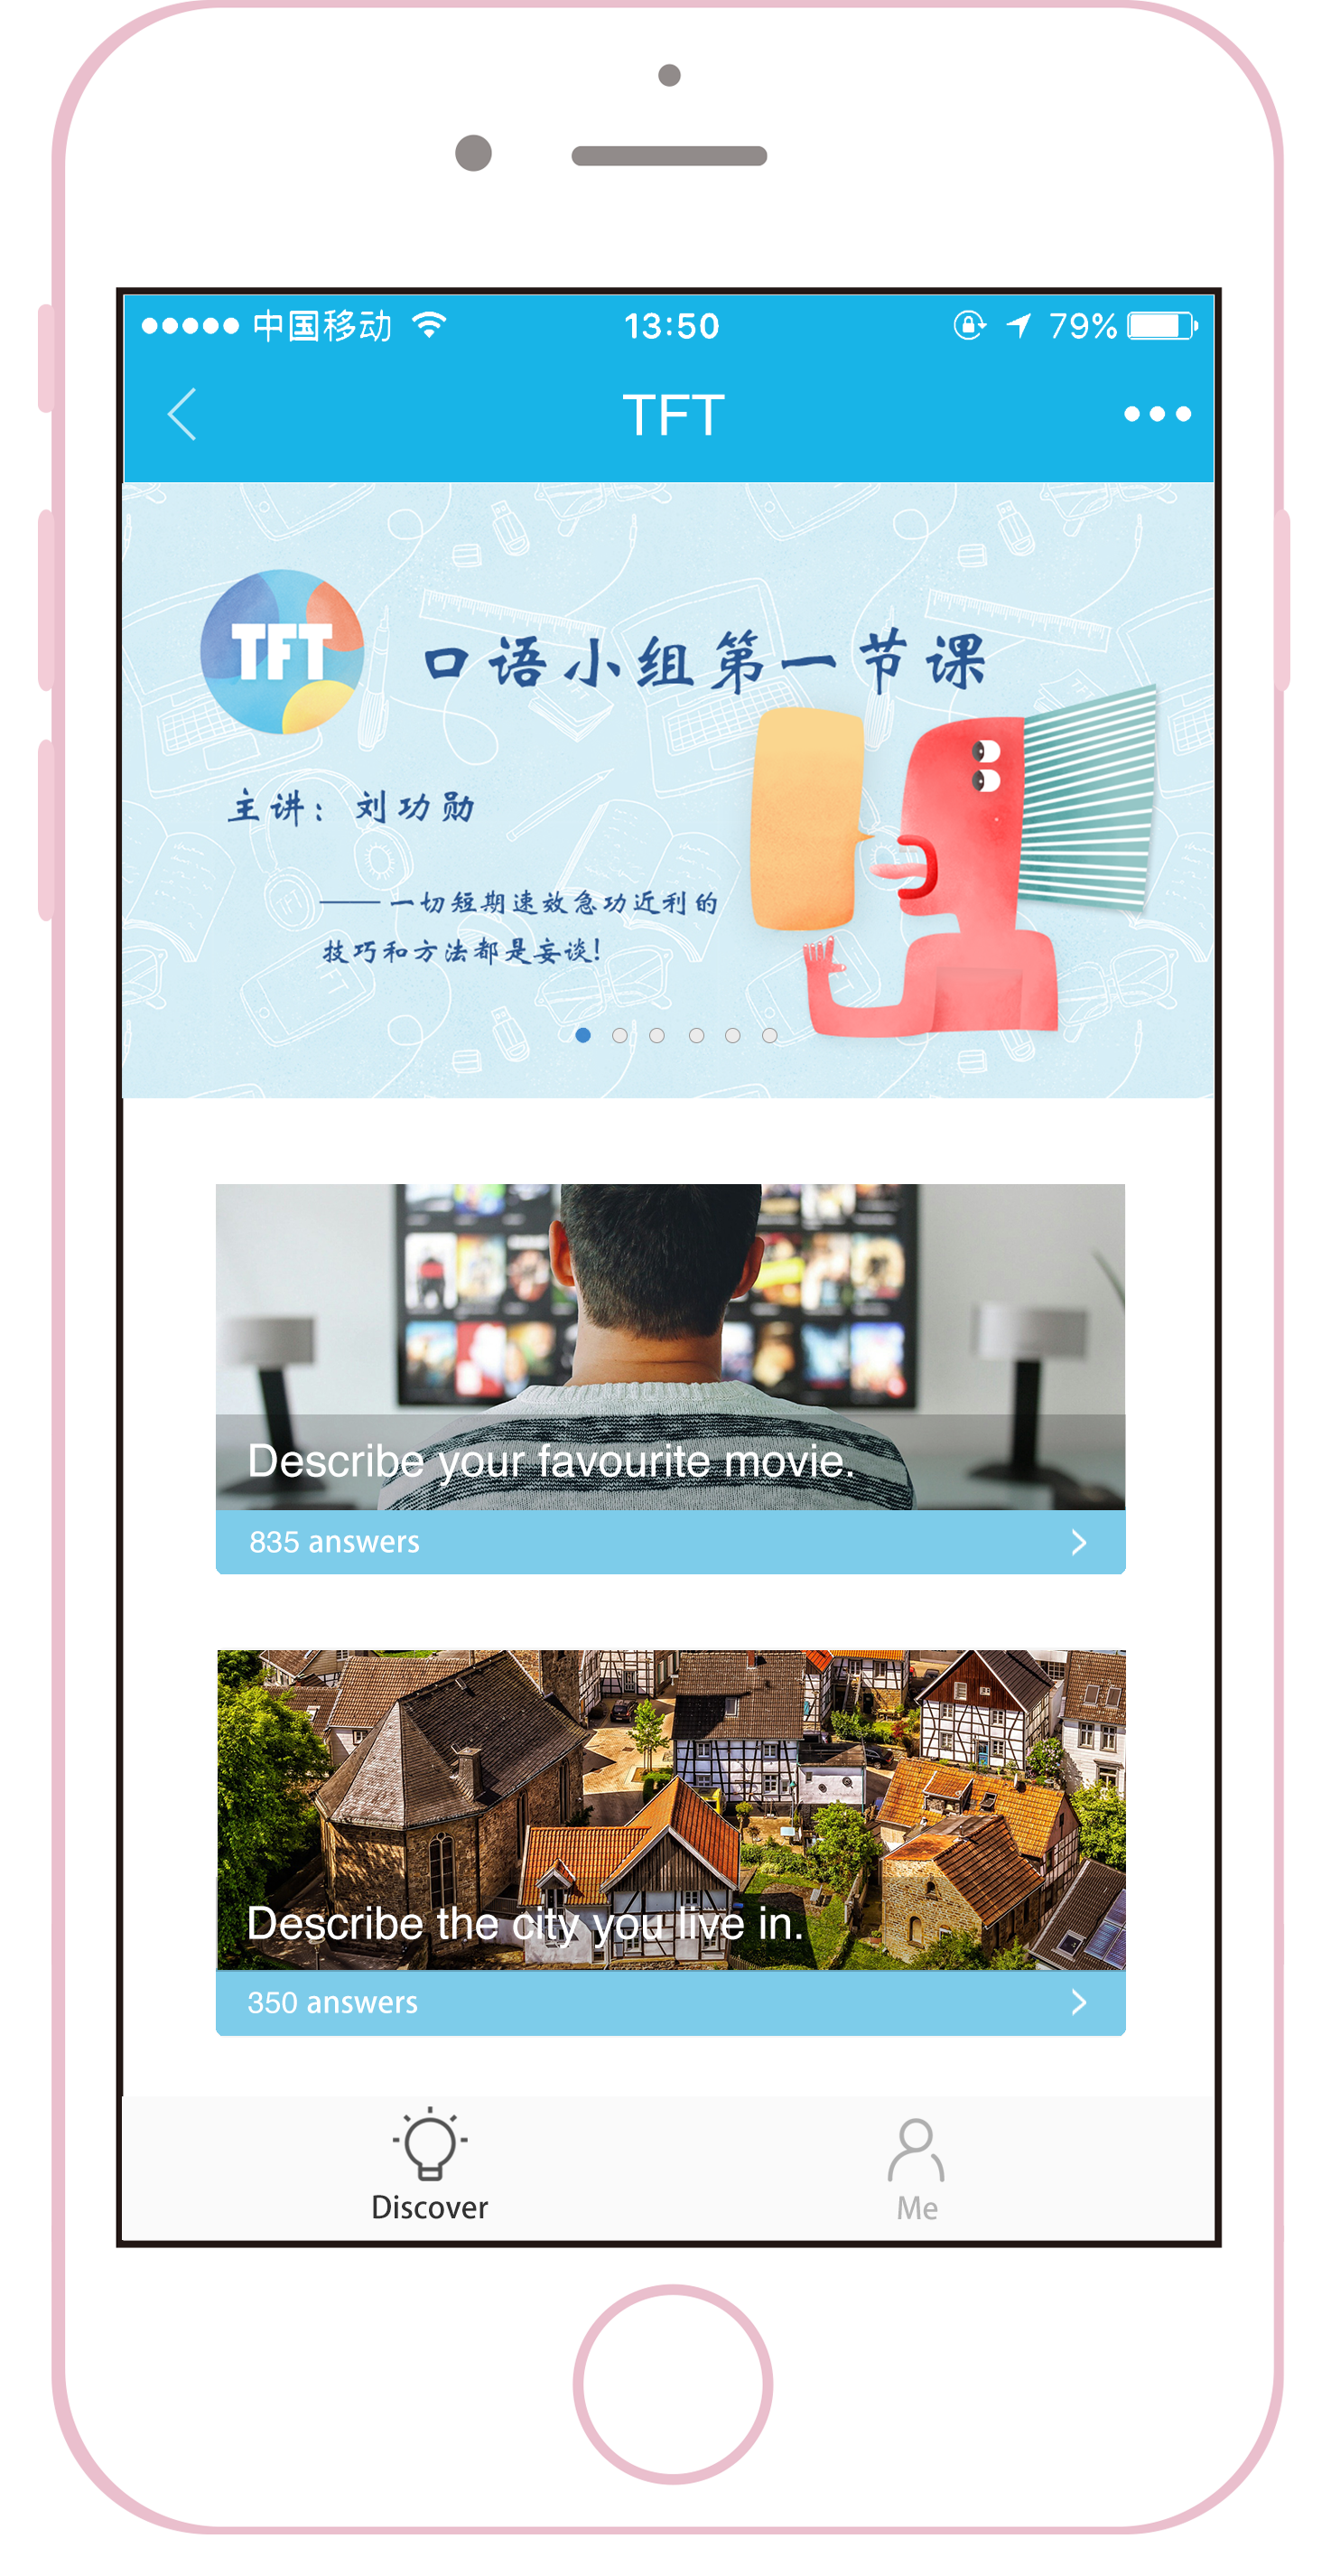 中国移动 13:50 79%
TFT
TFT
口语小组第一节课
主讲：刘功勋
——一切短期速效急功近利的
技巧和方法都是妄谈！
Describe your favourite movie.
835 answers
Describe the city you live in.
350 answers
Discover
Me